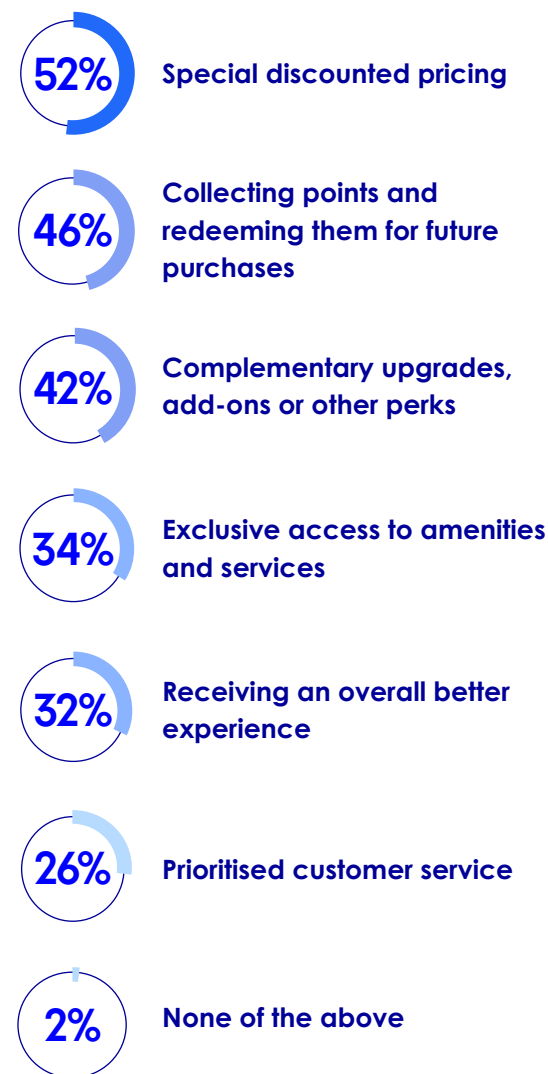 52%
Special discounted pricing
46%
Collecting points and
redeeming them for future
purchases
42%
Complementary upgrades,
add-ons or other perks
34%
Exclusive access to amenities
and services
32%
Receiving an overall better
experience
26%
Prioritised customer service
2%
None of the above